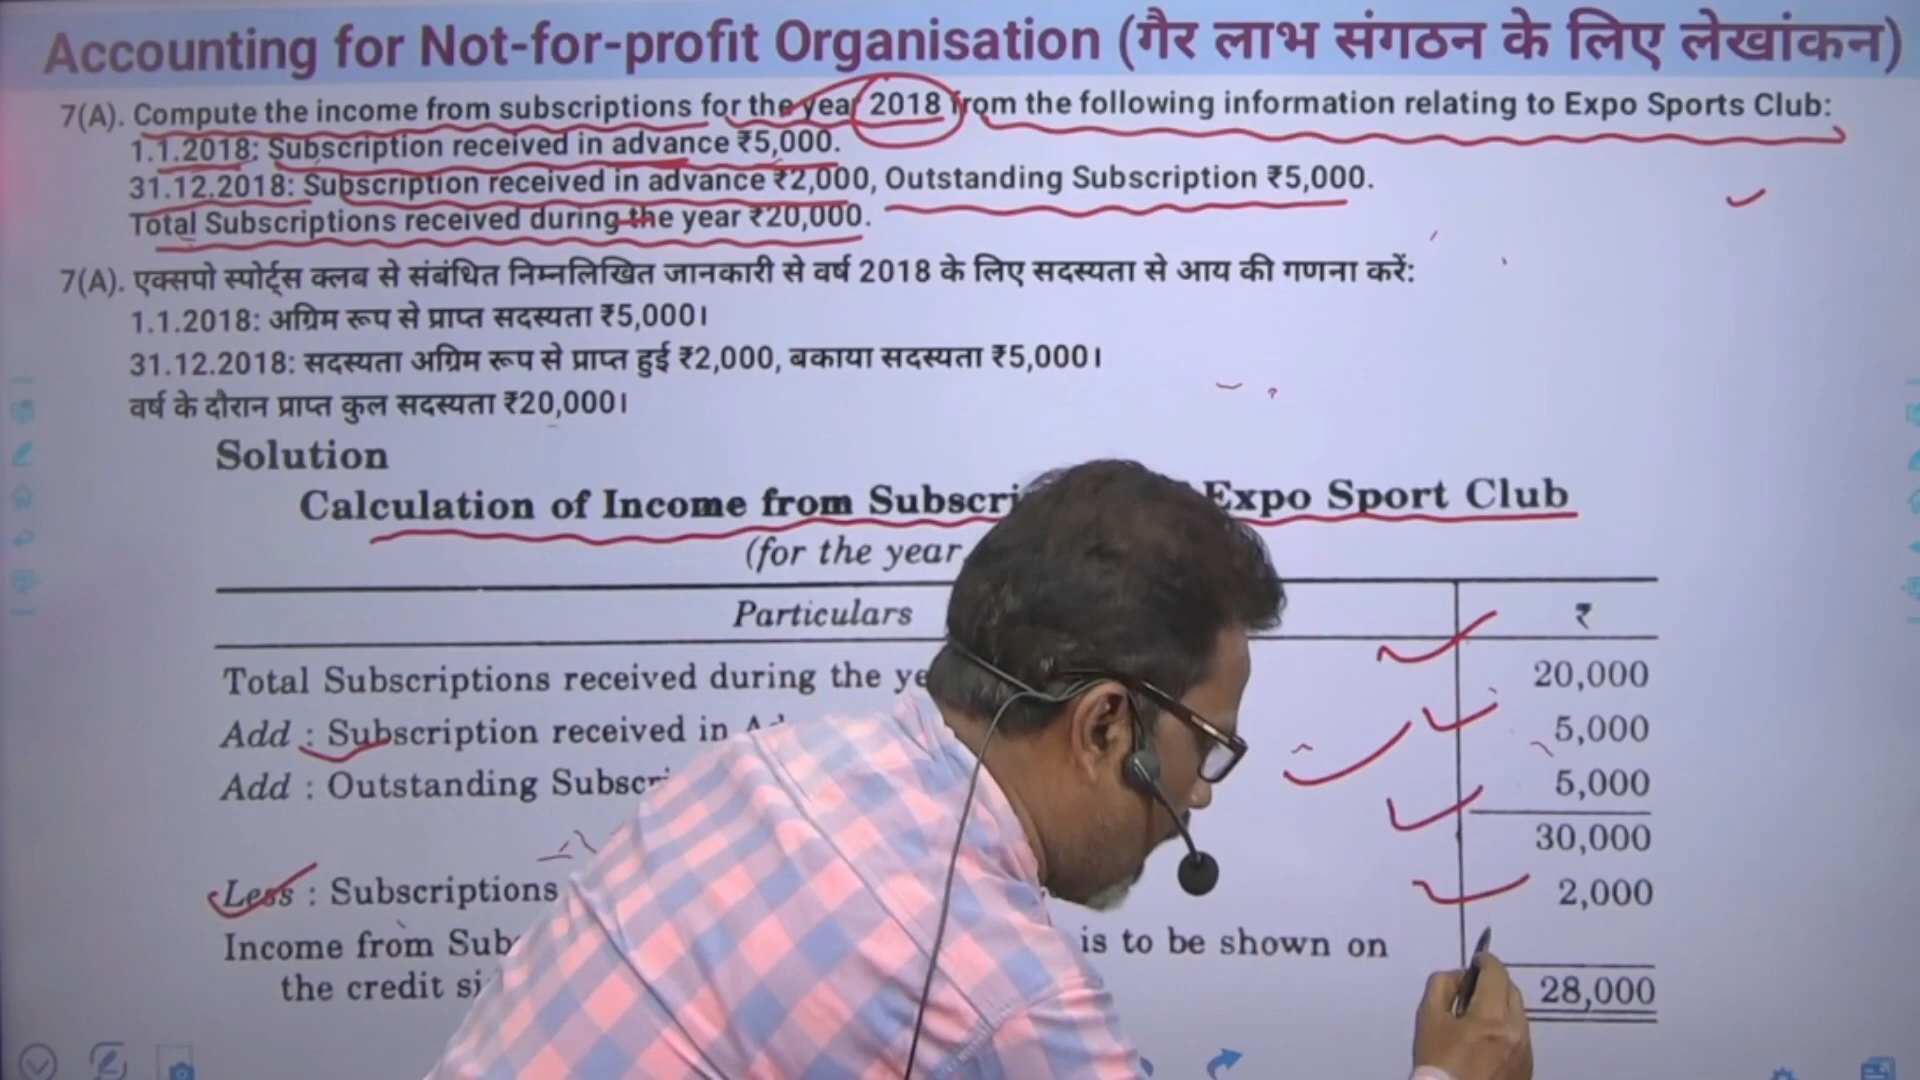 Accounting for Not-for-profit Organisation (गैर लाभ संगठन के लिए लेखांकन)
7(A). Compute the income from subscriptions for the year 2018 from the following information relating to Expo Sports Club:
1.1.2018: Subscription received in advance ₹5,000.
31.12.2018: Subscription received in advance ₹2,000, Outstanding Subscription ₹5,000.
Total Subscriptions received during the year ₹20,000.
7(A). एक्सपो स्पोर्ट्स क्लब से संबंधित निम्नलिखित जानकारी से वर्ष 2018 के लिए सदस्यता से आय की गणना करें:
1.1.2018: अग्रिम रूप से प्राप्त सदस्यता ₹5,000।
31.12.2018: सदस्यता अग्रिम रूप से प्राप्त हुई ₹2,000, बकाया सदस्यता ₹5,000।
वर्ष के दौरान प्राप्त कुल सदस्यता ₹20,000।
Solution
Calculation of Income from Expo Sport Club
(for the year
Particulars ₹
Total Subscriptions received during the 20,000
Add : Subscription received in 5,000
Add : Outstanding 5,000
30,000
Less : Subscriptions 2,000
Income from is to be shown on
the credit 28,000